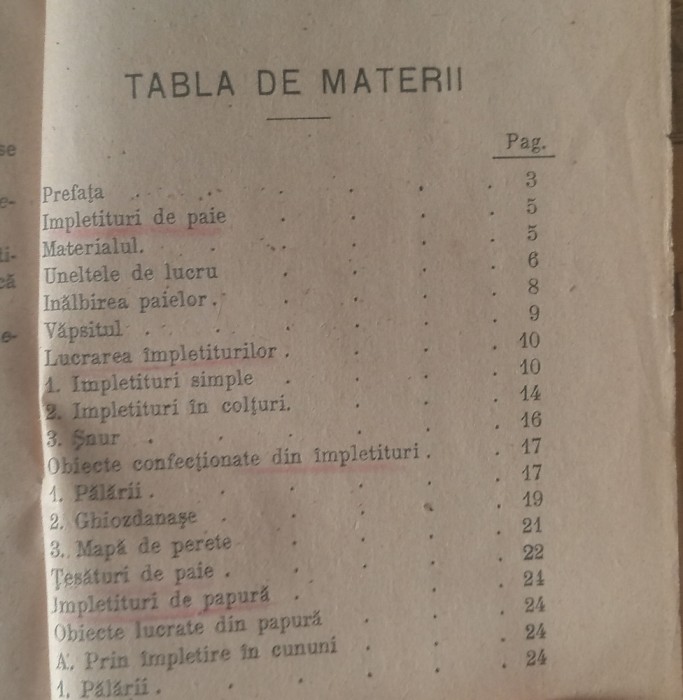 se
e-
ti-
că
e-
TABLA DE MATERII
Pag.
Prefața . . . . . . 3
Impletituri de paie . . . . 5
Materialul. . . . . . 5
Uneltele de lucru . . . . 6
Inălbirea paielor. . . . . 8
Văpsitul . . . . . 9
Lucrarea împletiturilor . . . . 10
1. Impletituri simple . . . . 10
2. Impletituri în colțuri. . . . 14
3. Șnur . . . . . . 16
Obiecte confecționate din împletituri . . 17
1. Pălării . . . . . . 17
2. Ghiozdanașe . . . . . 19
3. Mapă de perete . . . . 21
Țesături de paie . . . . . 22
Impletituri de papură . . . . 24
Obiecte lucrate din papură . . . 24
A. Prin împletire în cununi . . . 24
1. Pălării . . . . . . 24